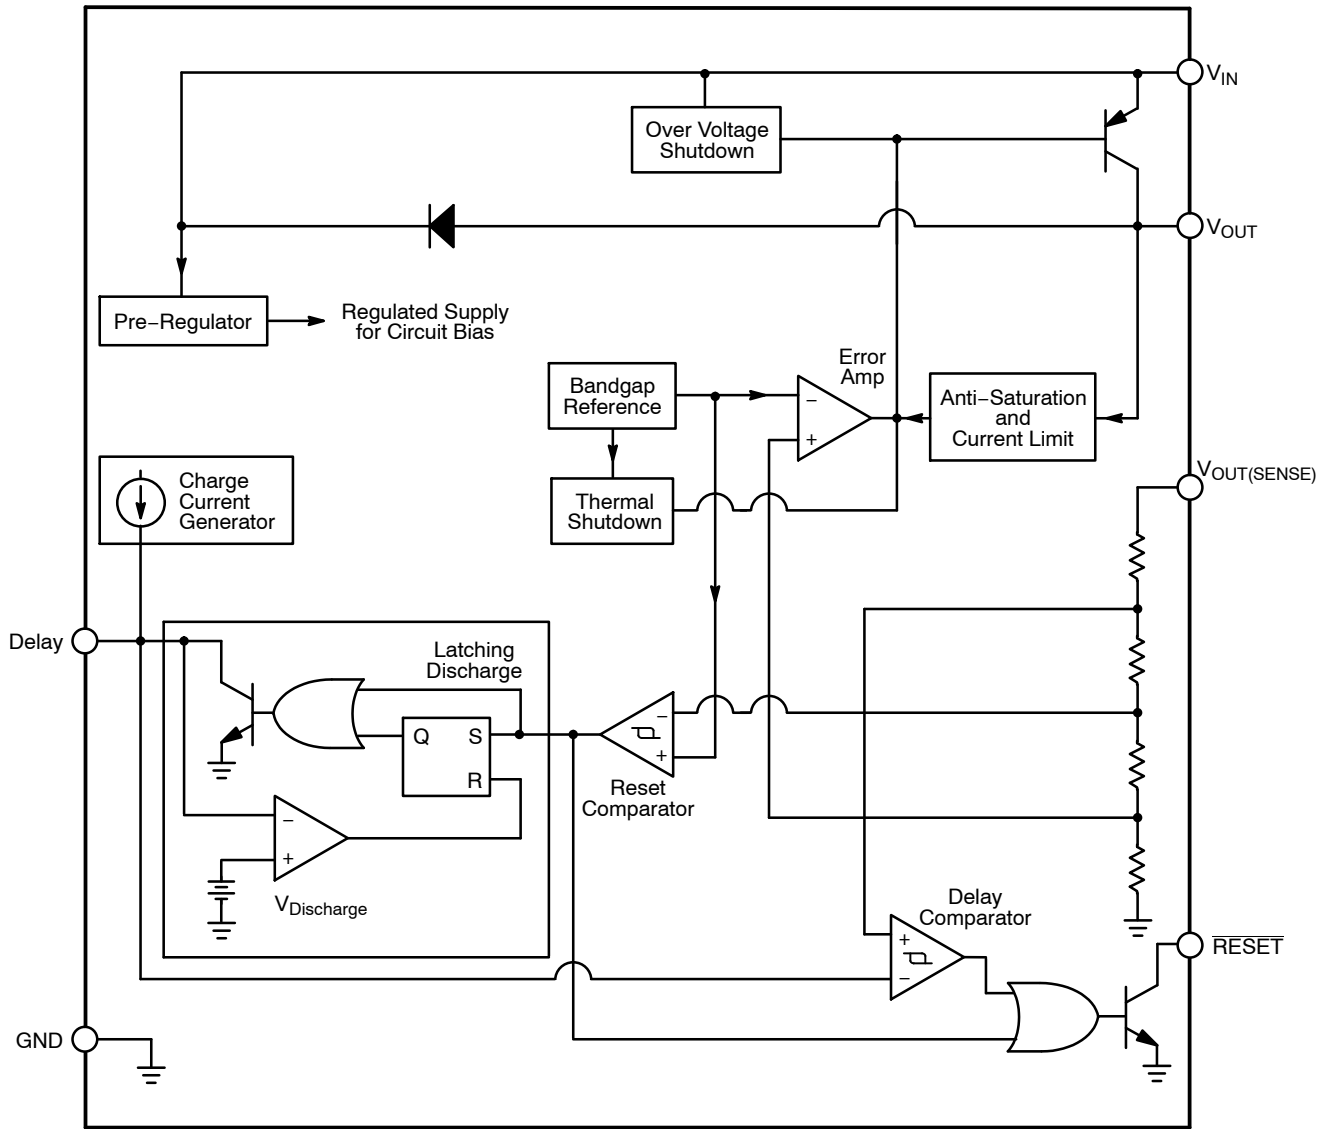 VIN
Over Voltage
Shutdown
VOUT
Pre−Regulator
Regulated Supply
for Circuit Bias
Error
Amp
Bandgap
Reference
−
+
Anti−Saturation
and
Current Limit
VOUT(SENSE)
Charge
Current
Generator
Thermal
Shutdown
Delay
Latching
Discharge
Q
S
R
−
+
Reset
Comparator
−
+
VDischarge
Delay
Comparator
+
−
RESET
GND